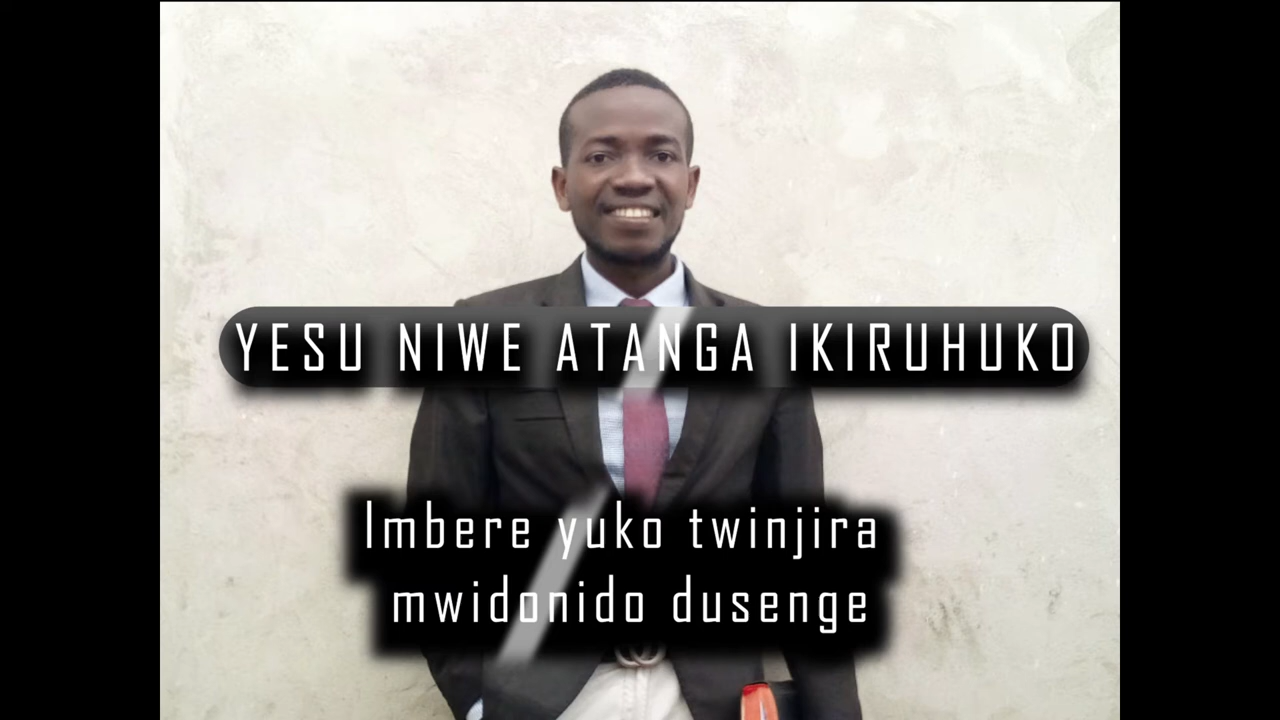 YESU NIWE ATANGA IKIRUHUKO
Imbere yuko twinjira
mwidonido dusenge